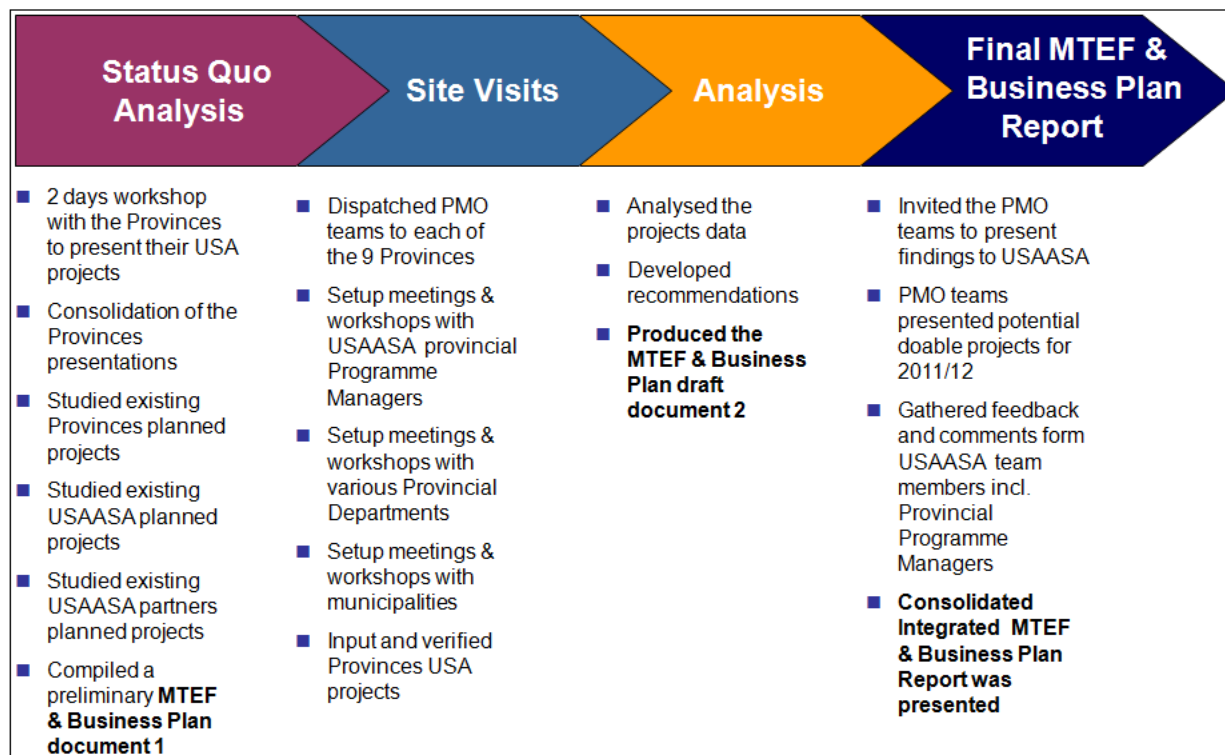 Status Quo
Analysis
Site Visits
Analysis
Final MTEF &
Business Plan
Report
2 days workshop
with the Provinces
to present their USA
projects
Consolidation of the
Provinces
presentations
Studied existing
Provinces planned
projects
Studied existing
USAASA planned
projects
Studied existing
USAASA partners
planned projects
Compiled a
preliminary MTEF
& Business Plan
document 1
Dispatched PMO
teams to each of
the 9 Provinces
Setup meetings &
workshops with
USAASA provincial
Programme
Managers
Setup meetings &
workshops with
various Provincial
Departments
Setup meetings &
workshops with
municipalities
Input and verified
Provinces USA
projects
Analysed the
projects data
Developed
recommendations
Produced the
MTEF & Business
Plan draft
document 2
Invited the PMO
teams to present
findings to USAASA
PMO teams
presented potential
doable projects for
2011/12
Gathered feedback
and comments form
USAASA team
members incl.
Provincial
Programme
Managers
Consolidated
Integrated MTEF
& Business Plan
Report was
presented